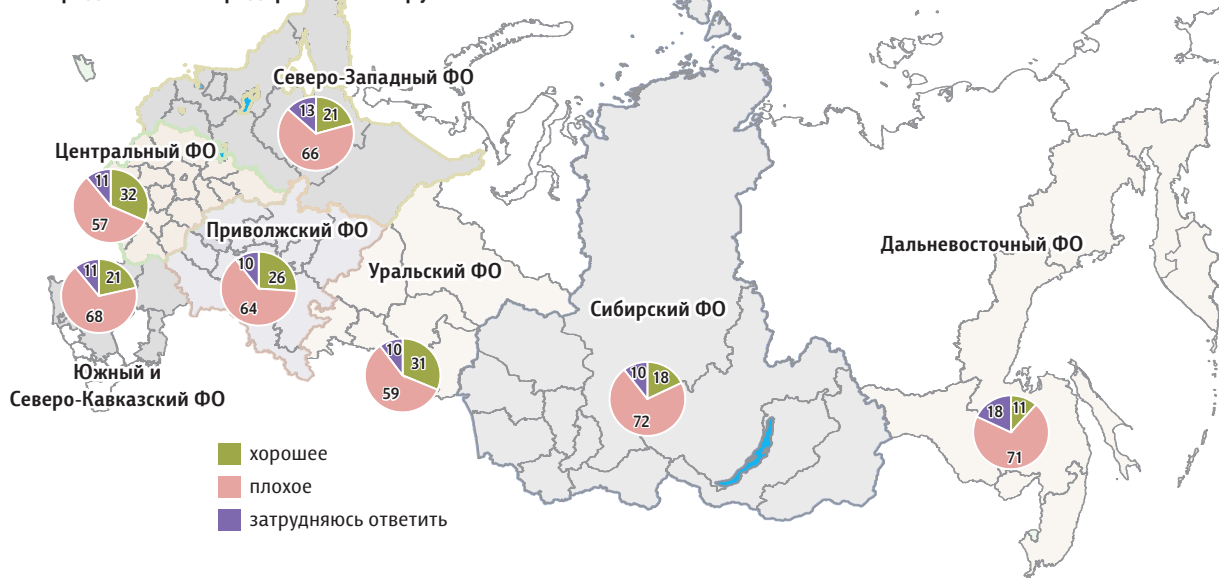 Северо-Западный ФО
13
21
66
Центральный ФО
11
32
57
Приволжский ФО
10
26
64
Уральский ФО
10
31
59
11
21
68
Южный и
Северо-Кавказский ФО
Сибирский ФО
10
18
72
Дальневосточный ФО
18
11
71
хорошее
плохое
затрудняюсь ответить